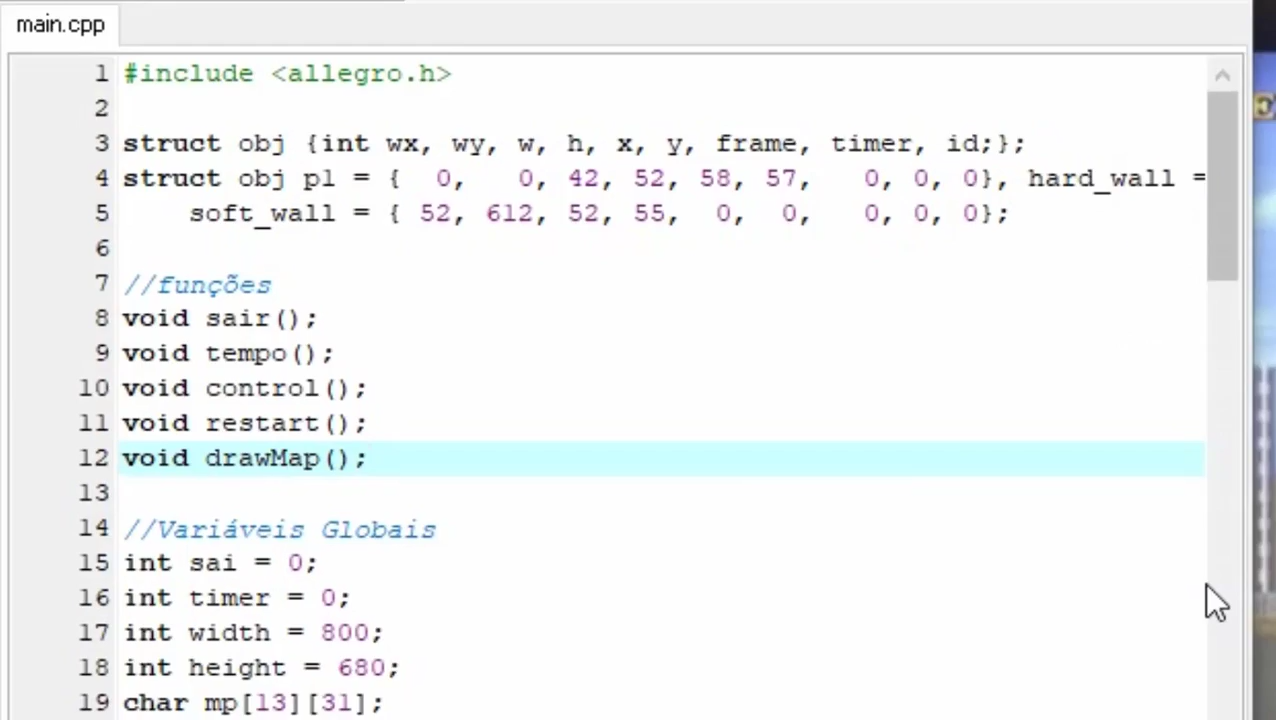 main.cpp
1 #include <allegro.h>
2
3 struct obj {int wx, wy, w, h, x, y, frame, timer, id;};
4 struct obj p1 = {  0,   0, 42, 52, 58, 57,   0, 0, 0}, hard_wall =
5     soft_wall = { 52, 612, 52, 55,  0,  0,   0, 0, 0};
6
7 //funções
8 void sair();
9 void tempo();
10 void control();
11 void restart();
12 void drawMap();
13
14 //Variáveis Globais
15 int sai = 0;
16 int timer = 0;
17 int width = 800;
18 int height = 680;
19 char mp[13][31];